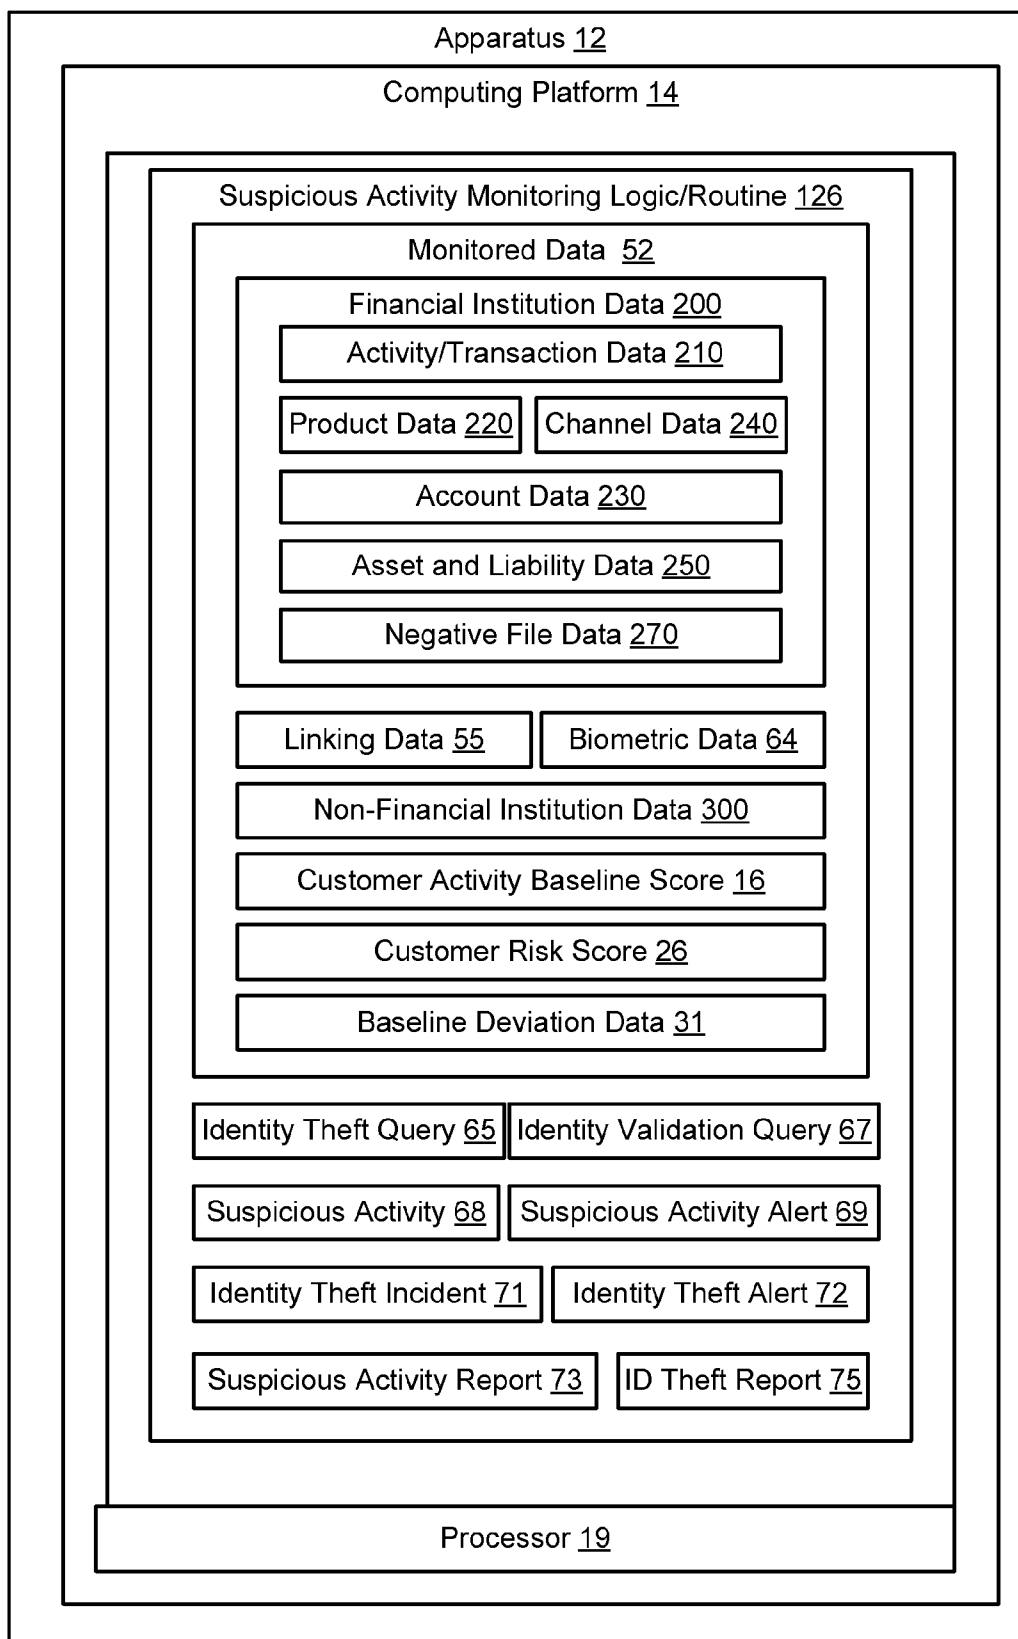 Apparatus 12
Computing Platform 14
Suspicious Activity Monitoring Logic/Routine 126
Monitored Data 52
Financial Institution Data 200
Activity/Transaction Data 210
Product Data 220
Channel Data 240
Account Data 230
Asset and Liability Data 250
Negative File Data 270
Linking Data 55
Biometric Data 64
Non-Financial Institution Data 300
Customer Activity Baseline Score 16
Customer Risk Score 26
Baseline Deviation Data 31
Identity Theft Query 65
Identity Validation Query 67
Suspicious Activity 68
Suspicious Activity Alert 69
Identity Theft Incident 71
Identity Theft Alert 72
Suspicious Activity Report 73
ID Theft Report 75
Processor 19